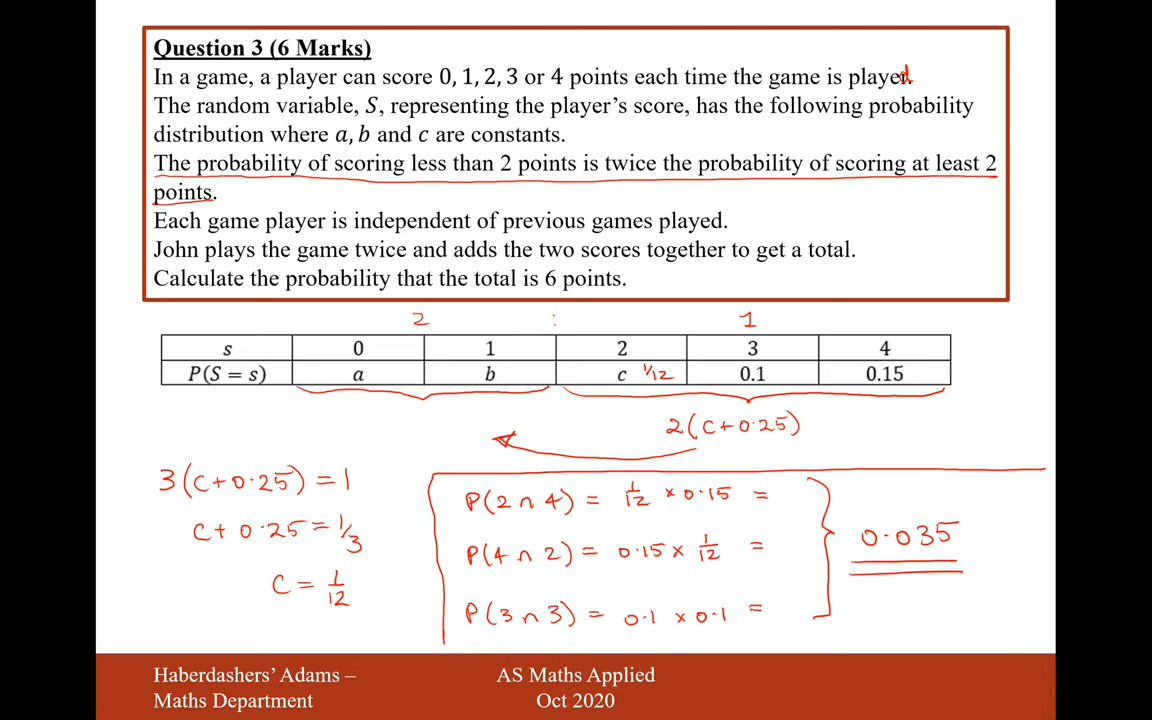 Question 3 (6 Marks)
In a game, a player can score 0, 1, 2, 3 or 4 points each time the game is played.
The random variable, S, representing the player's score, has the following probability
distribution where a, b and c are constants.
The probability of scoring less than 2 points is twice the probability of scoring at least 2
points.
Each game player is independent of previous games played.
John plays the game twice and adds the two scores together to get a total.
Calculate the probability that the total is 6 points.
2 : 1
s 0 1 2 3 4
P(S = s) a b c 1/12 0.1 0.15
2(c+0.25)
3(c+0.25) = 1
c + 0.25 = 1/3
c = 1/12
P(2 ∩ 4) = 1/12 × 0.15 =
P(4 ∩ 2) = 0.15 × 1/12 =
P(3 ∩ 3) = 0.1 × 0.1 =
0.035
Haberdashers' Adams –
Maths Department
AS Maths Applied
Oct 2020